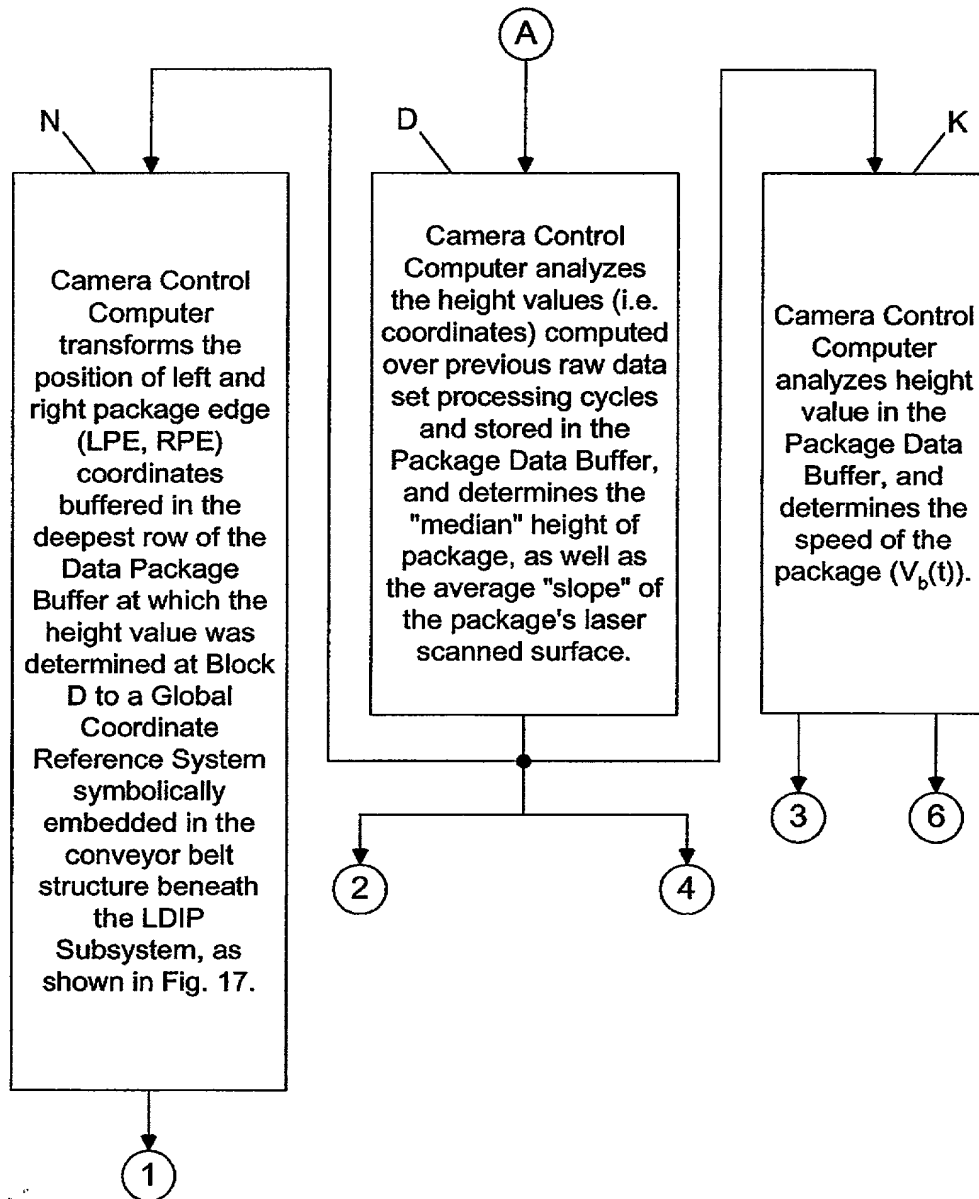 A
N
Camera Control
Computer
transforms the
position of left and
right package edge
(LPE, RPE)
coordinates
buffered in the
deepest row of the
Data Package
Buffer at which the
height value was
determined at Block
D to a Global
Coordinate
Reference System
symbolically
embedded in the
conveyor belt
structure beneath
the LDIP
Subsystem, as
shown in Fig. 17.
1
D
Camera Control
Computer analyzes
the height values (i.e.
coordinates) computed
over previous raw data
set processing cycles
and stored in the
Package Data Buffer,
and determines the
"median" height of
package, as well as
the average "slope" of
the package's laser
scanned surface.
2
4
K
Camera Control
Computer
analyzes height
value in the
Package Data
Buffer, and
determines the
speed of the
package (V_b(t)).
3
6